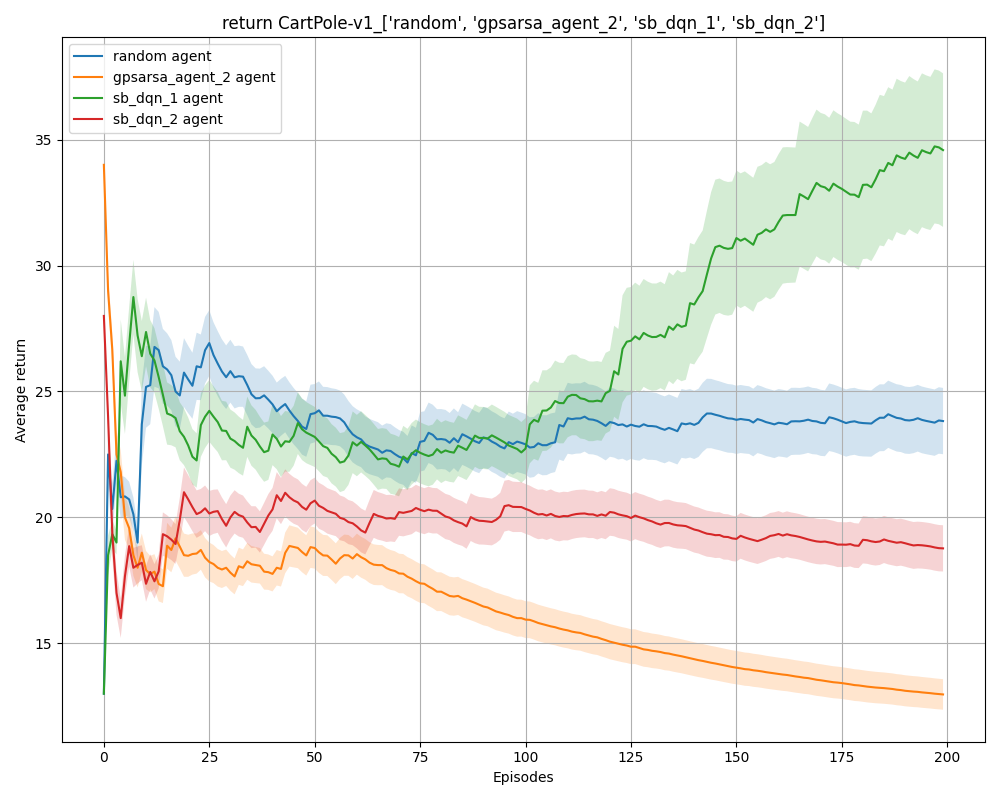 return CartPole-v1_['random', 'gpsarsa_agent_2', 'sb_dqn_1', 'sb_dqn_2']
random agent
gpsarsa_agent_2 agent
sb_dqn_1 agent
sb_dqn_2 agent
35
30
25
20
15
Average return
0 25 50 75 100 125 150 175 200
Episodes